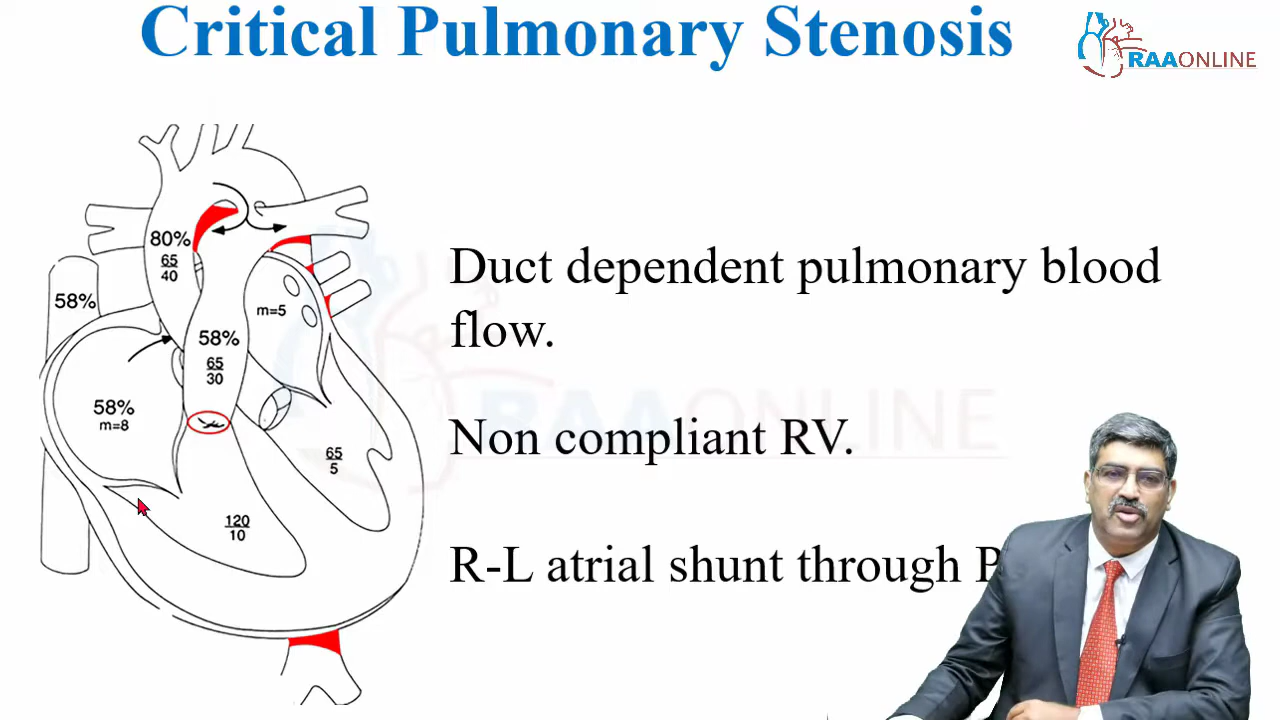 Critical Pulmonary Stenosis
RAAONLINE
80%
65
40
58%
m=5
58%
65
30
58%
m=8
65
5
120
10
Duct dependent pulmonary blood
flow.
Non compliant RV.
R-L atrial shunt through
RAAONLINE